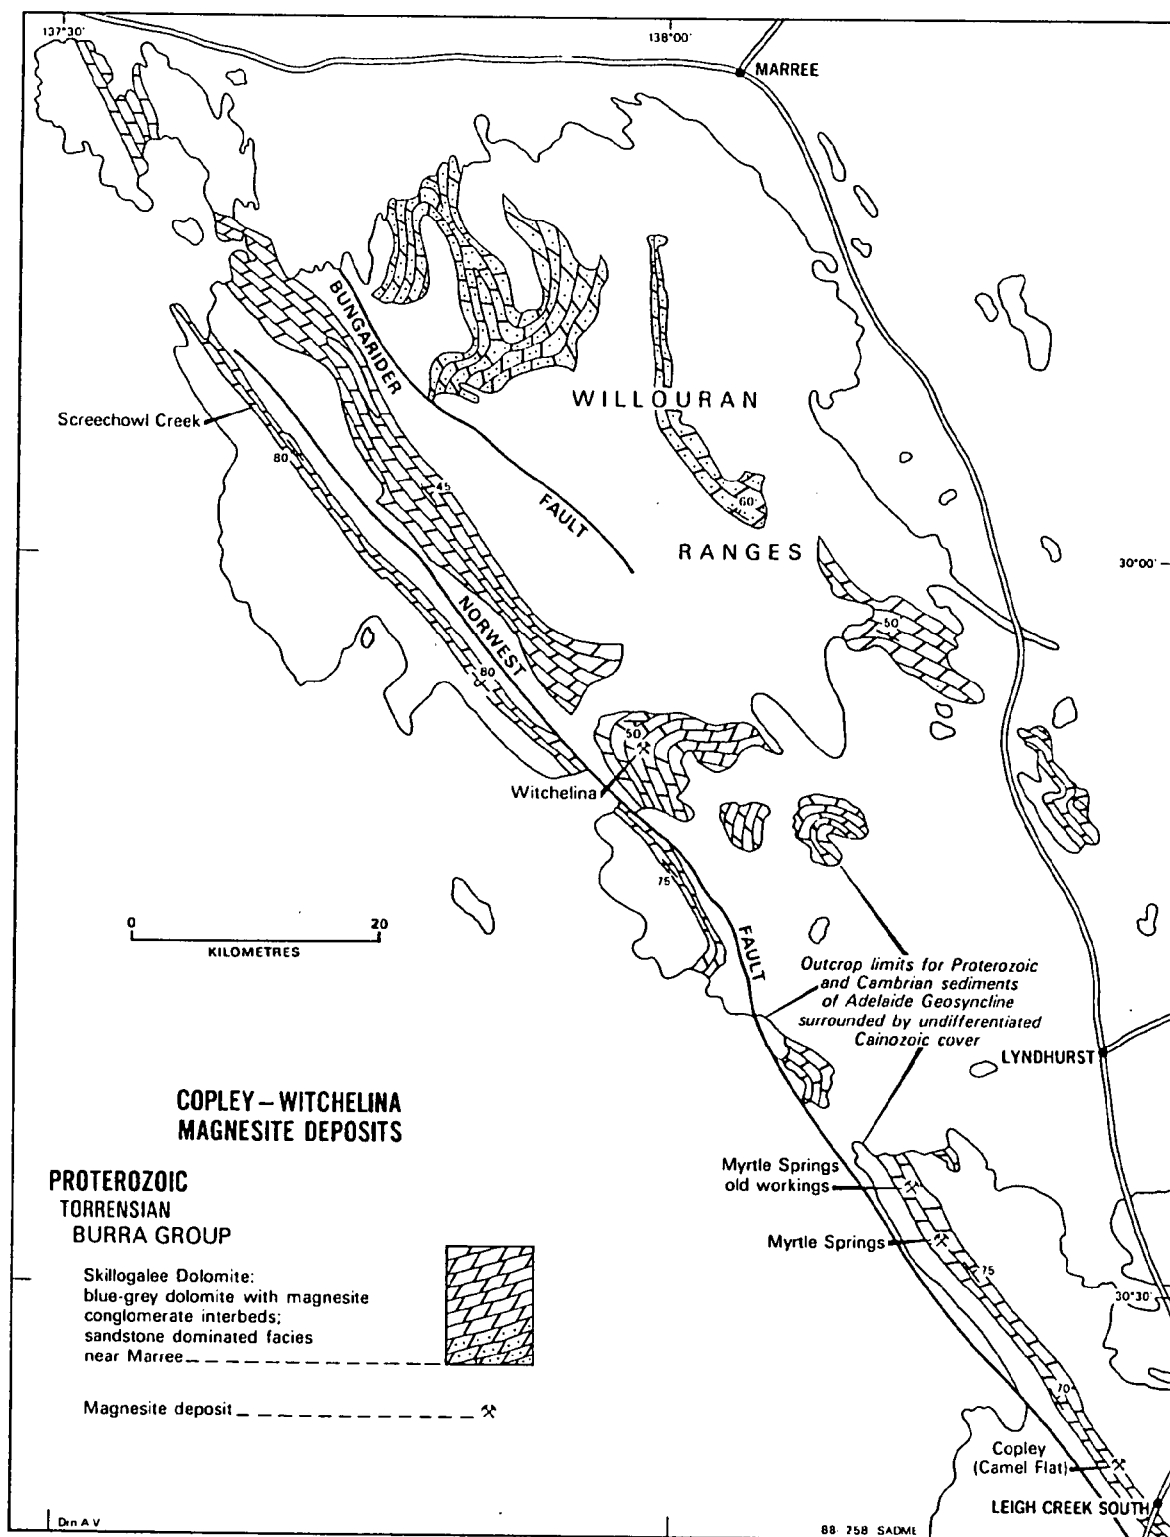 137°30'
138°00'
MARREE
BUNGARIDER
FAULT
WILLOURAN
RANGES
Screechowl Creek
80
45
60
30°00'
NORWEST
FAULT
50
80
50
Witchelina
75
0 20
KILOMETRES
Outcrop limits for Proterozoic
and Cambrian sediments
of Adelaide Geosyncline
surrounded by undifferentiated
Cainozoic cover
LYNDHURST
COPLEY–WITCHELINA
MAGNESITE DEPOSITS
PROTEROZOIC
TORRENSIAN
BURRA GROUP
Skillogalee Dolomite:
blue-grey dolomite with magnesite
conglomerate interbeds;
sandstone dominated facies
near Marree
Magnesite deposit
Myrtle Springs
old workings
Myrtle Springs
75
30°30'
70
Copley
(Camel Flat)
LEIGH CREEK SOUTH
Drn A V
88 258 SADME